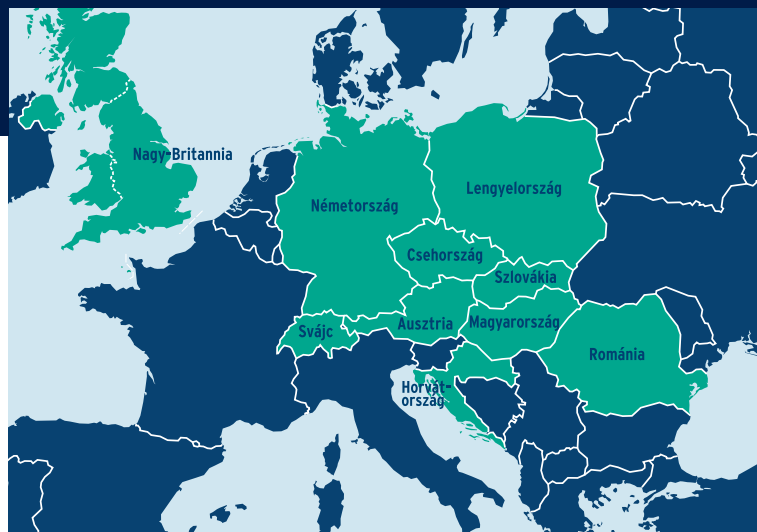 Nagy-Britannia
Lengyelország
Németország
Csehország
Szlovákia
Svájc
Ausztria
Magyarország
Románia
Horvát-
ország